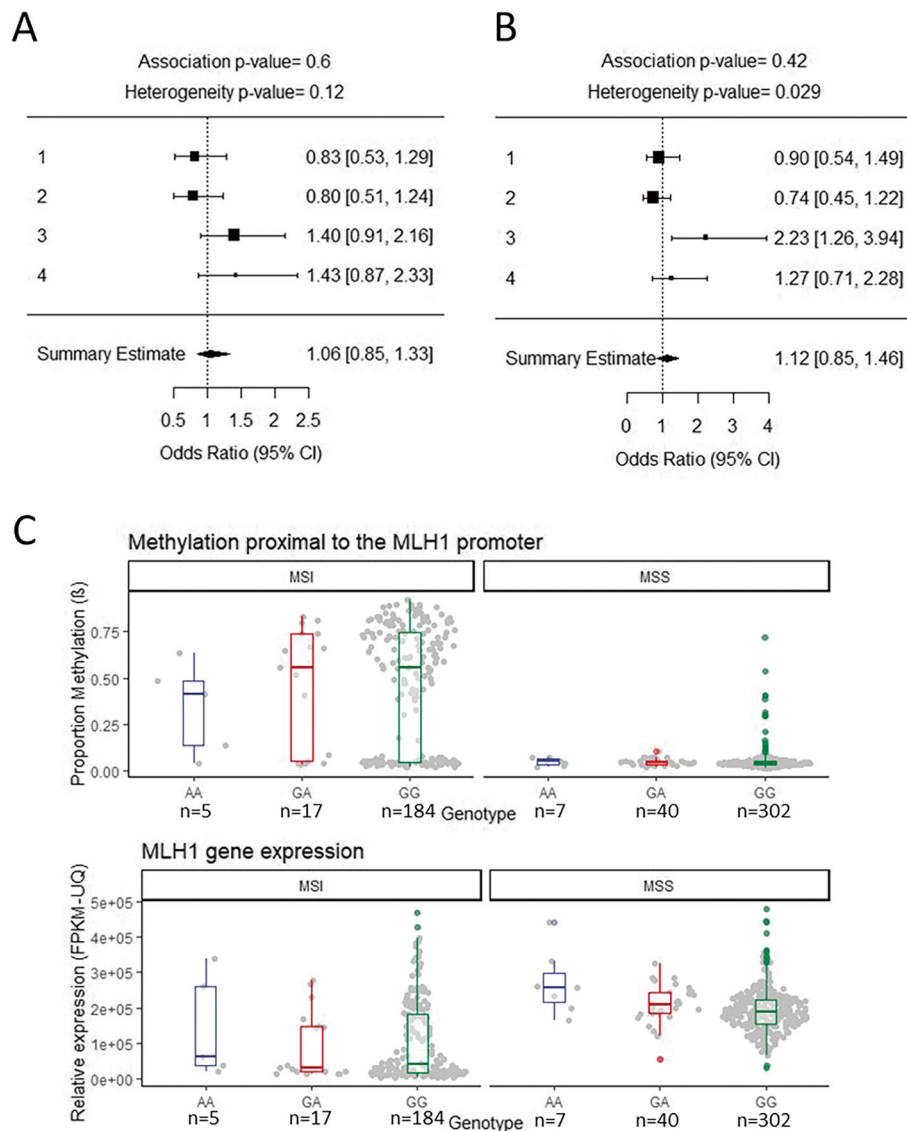 A
Association p-value= 0.6
Heterogeneity p-value= 0.12
1 0.83 [0.53, 1.29]
2 0.80 [0.51, 1.24]
3 1.40 [0.91, 2.16]
4 1.43 [0.87, 2.33]
Summary Estimate 1.06 [0.85, 1.33]
0.5 1 1.5 2 2.5
Odds Ratio (95% CI)
B
Association p-value= 0.42
Heterogeneity p-value= 0.029
1 0.90 [0.54, 1.49]
2 0.74 [0.45, 1.22]
3 2.23 [1.26, 3.94]
4 1.27 [0.71, 2.28]
Summary Estimate 1.12 [0.85, 1.46]
0 1 2 3 4
Odds Ratio (95% CI)
C
Methylation proximal to the MLH1 promoter
MSI MSS
Proportion Methylation (ß)
0.75
0.50
0.25
0.00
AA GA GG AA GA GG
n=5 n=17 n=184 Genotype n=7 n=40 n=302
MLH1 gene expression
MSI MSS
Relative expression (FPKM-UQ)
5e+05
4e+05
3e+05
2e+05
1e+05
0e+00
AA GA GG AA GA GG
n=5 n=17 n=184 Genotype n=7 n=40 n=302